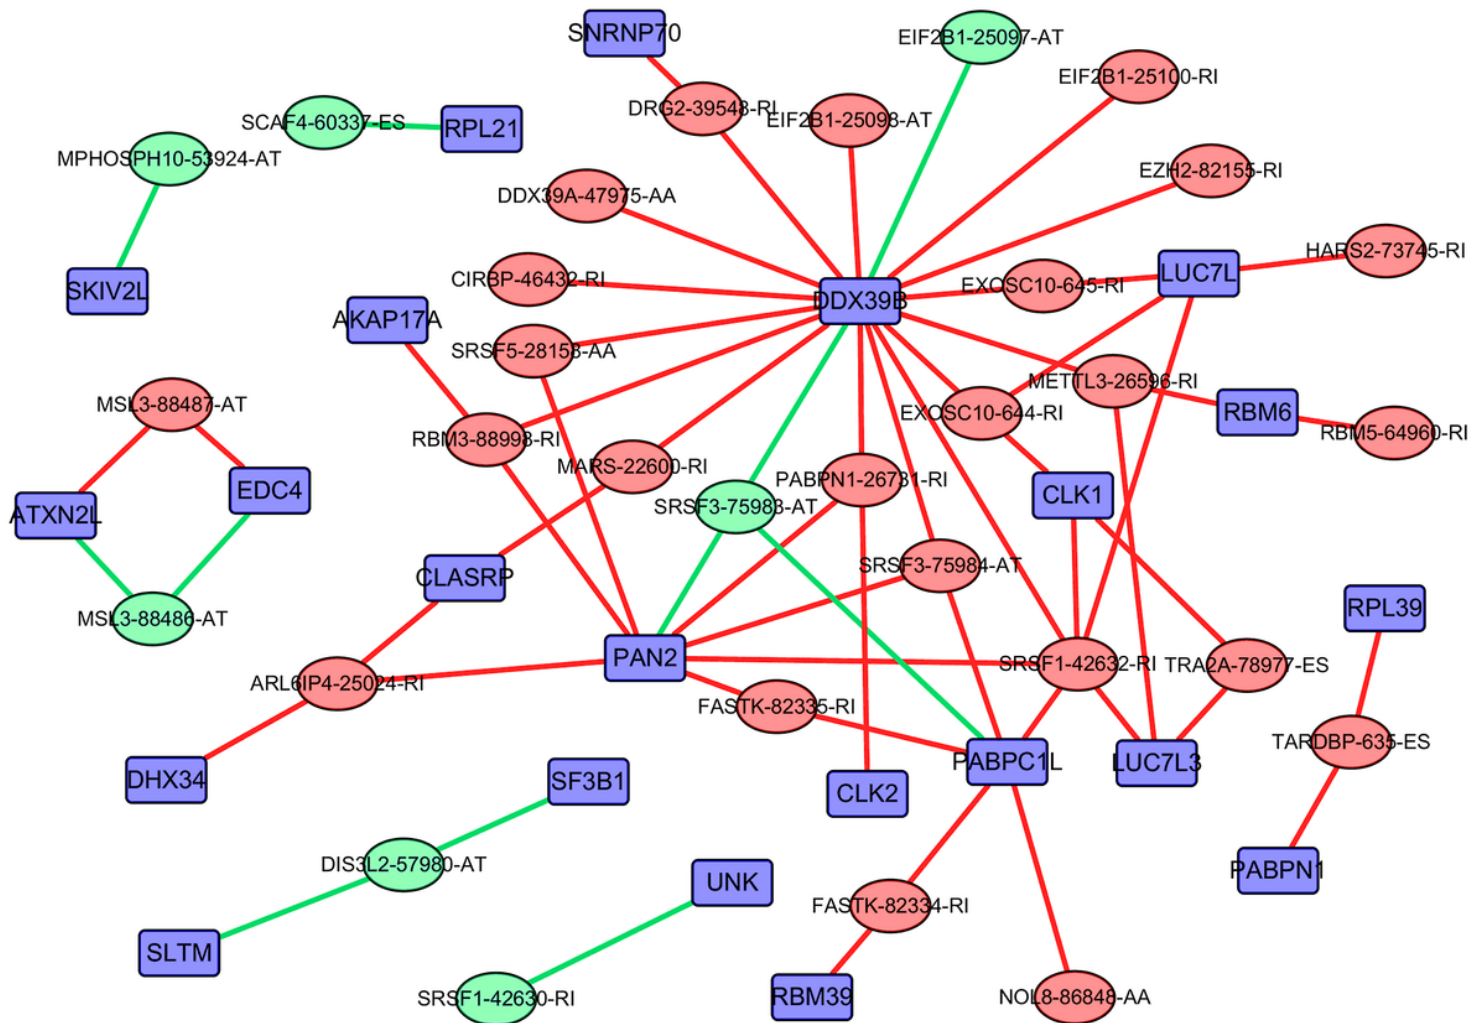 SNRNP70
EIF2B1-25097-AT
EIF2B1-25100-RI
DRG2-39548-RI
EIF2B1-25098-AT
SCAF4-60337-ES
RPL21
MPHOSPH10-53924-AT
EZH2-82155-RI
DDX39A-47975-AA
HARS2-73745-RI
LUC7L
CIRBP-46432-RI
EXOSC10-645-RI
SKIV2L
DDX39B
AKAP17A
SRSF5-28158-AA
METTL3-26596-RI
MSL3-88487-AT
EXOSC10-644-RI
RBM6
RBM5-64960-RI
RBM3-88998-RI
MARS-22600-RI
PABPN1-26731-RI
EDC4
CLK1
SRSF3-75983-AT
ATXN2L
SRSF3-75984-AT
CLASRP
RPL39
MSL3-88486-AT
PAN2
SRSF1-42632-RI
TRA2A-78977-ES
ARL6IP4-25024-RI
FASTK-82335-RI
TARDBP-635-ES
PABPC1L
LUC7L3
DHX34
SF3B1
CLK2
DIS3L2-57980-AT
PABPN1
UNK
FASTK-82334-RI
SLTM
RBM39
SRSF1-42630-RI
NOL8-86848-AA